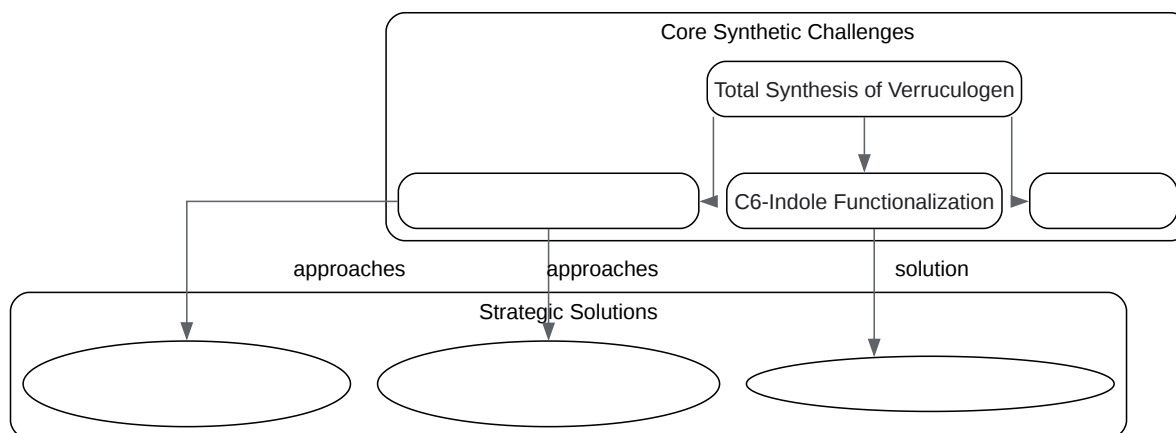 Core Synthetic Challenges
Total Synthesis of Verruculogen
C6-Indole Functionalization
approaches
approaches
solution
Strategic Solutions